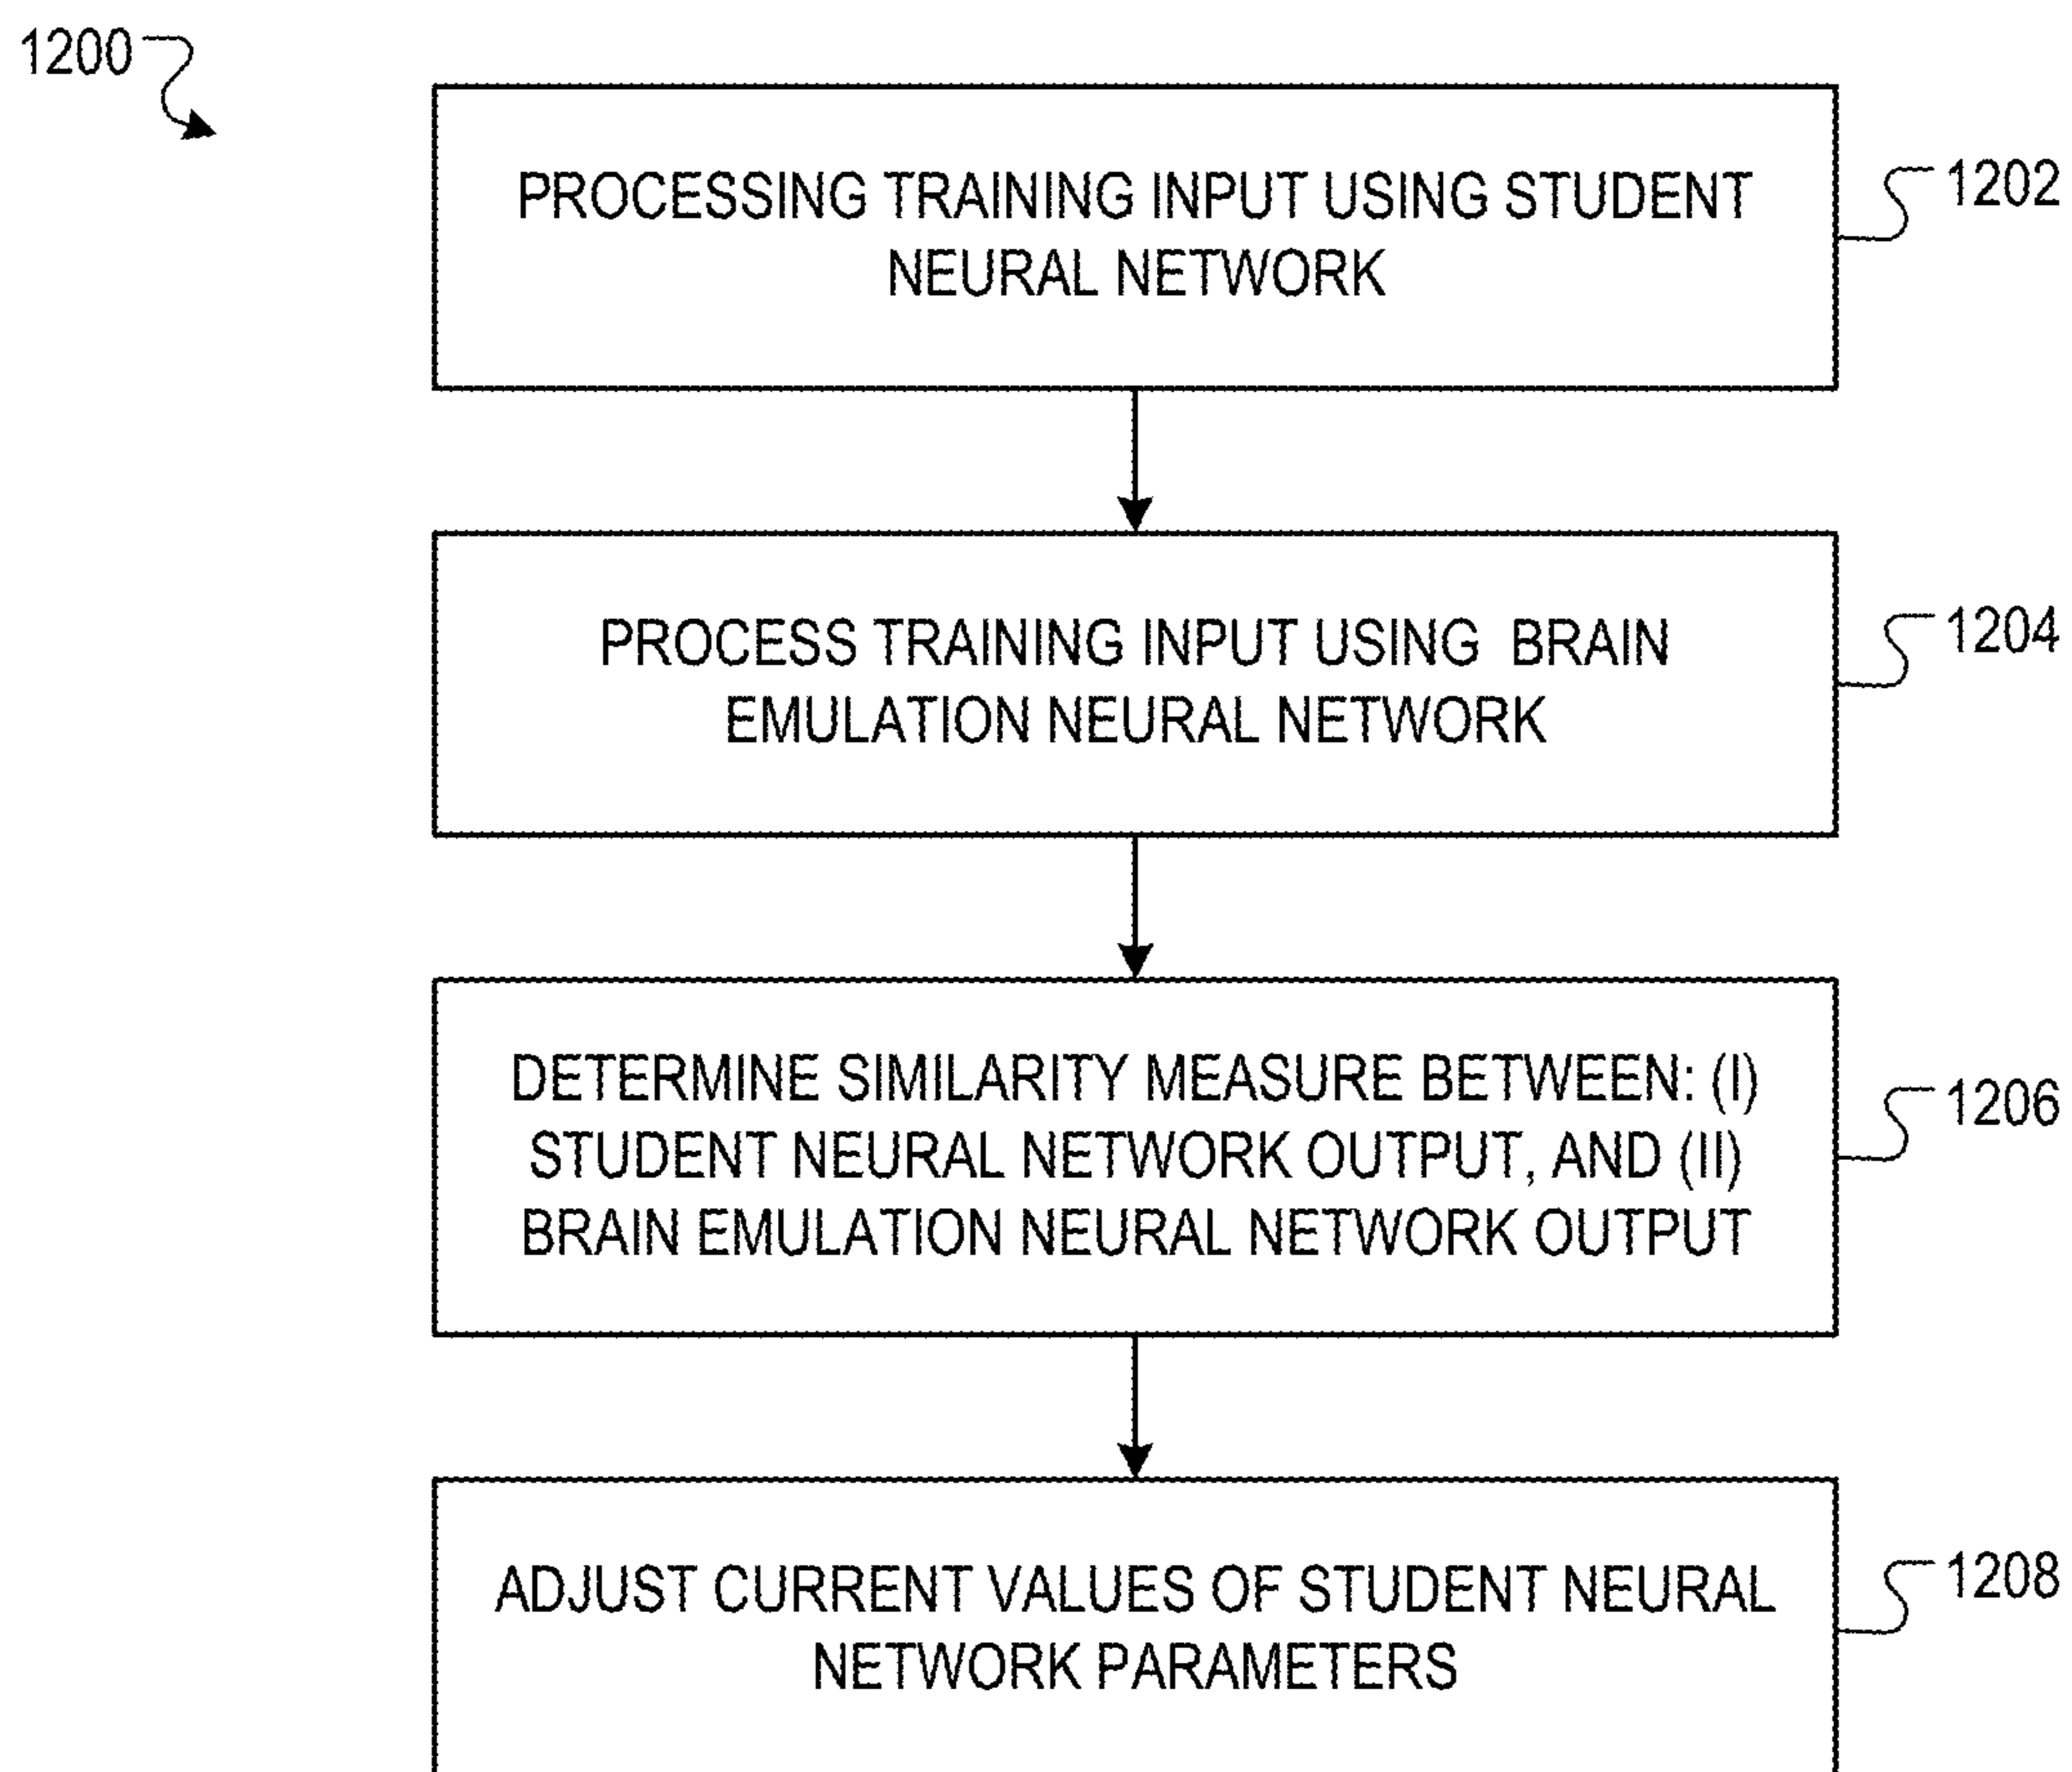 1200
PROCESSING TRAINING INPUT USING STUDENT
NEURAL NETWORK
1202
PROCESS TRAINING INPUT USING BRAIN
EMULATION NEURAL NETWORK
1204
DETERMINE SIMILARITY MEASURE BETWEEN: (I)
STUDENT NEURAL NETWORK OUTPUT, AND (II)
BRAIN EMULATION NEURAL NETWORK OUTPUT
1206
ADJUST CURRENT VALUES OF STUDENT NEURAL
NETWORK PARAMETERS
1208